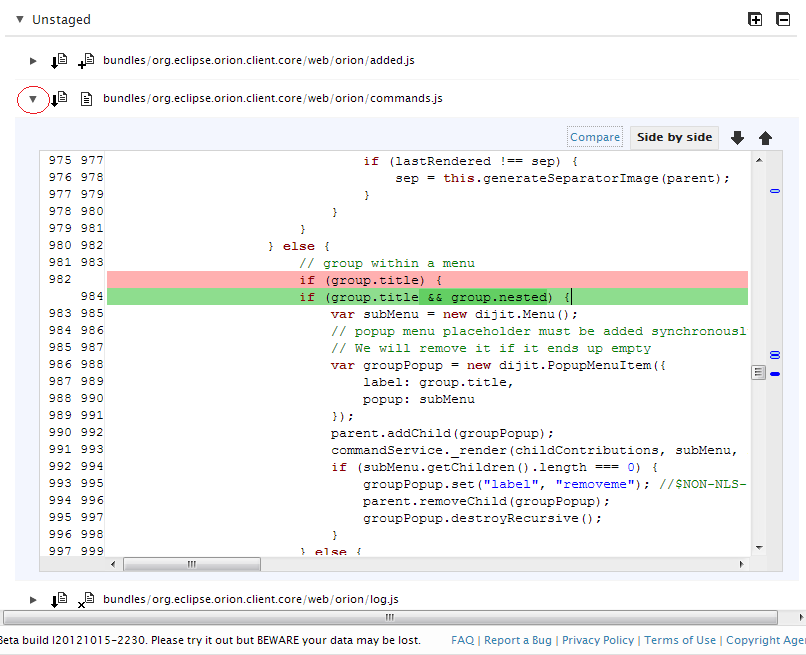 Unstaged
bundles/org.eclipse.orion.client.core/web/orion/added.js
bundles/org.eclipse.orion.client.core/web/orion/commands.js
Compare Side by side
975 977 if (lastRendered !== sep) {
976 978 sep = this.generateSeparatorImage(parent);
977 979 }
978 980 }
979 981 }
980 982 } else {
981 983 // group within a menu
982 if (group.title) {
984 if (group.title && group.nested) {
983 985 var subMenu = new dijit.Menu();
984 986 // popup menu placeholder must be added synchronousl
985 987 // We will remove it if it ends up empty
986 988 var groupPopup = new dijit.PopupMenuItem({
987 989 label: group.title,
988 990 popup: subMenu
989 991 });
990 992 parent.addChild(groupPopup);
991 993 commandService._render(childContributions, subMenu,
992 994 if (subMenu.getChildren().length === 0) {
993 995 groupPopup.set("label", "removeme"); //$NON-NLS-
994 996 parent.removeChild(groupPopup);
995 997 groupPopup.destroyRecursive();
996 998 }
997 999 } else {
bundles/org.eclipse.orion.client.core/web/orion/log.js
Beta build I20121015-2230. Please try it out but BEWARE your data may be lost. FAQ | Report a Bug | Privacy Policy | Terms of Use | Copyright Age